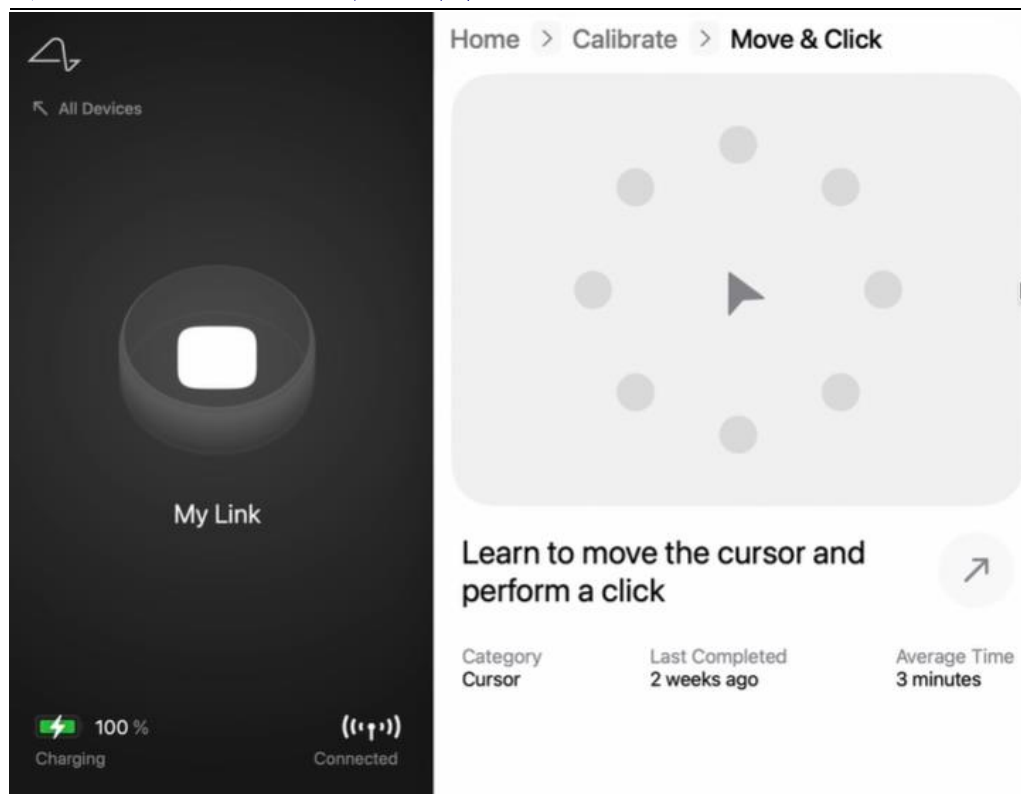 All Devices
My Link
100 %
Charging
Connected
Home > Calibrate > Move & Click
Learn to move the cursor and
perform a click
Category
Cursor
Last Completed
2 weeks ago
Average Time
3 minutes